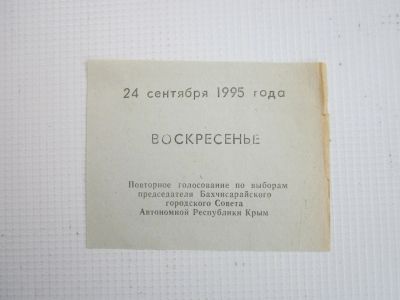 24 сентября 1995 года
ВОСКРЕСЕНЬЕ
Повторное голосование по выборам
председателя Бахчисарайского
городского Совета
Автономной Республики Крым